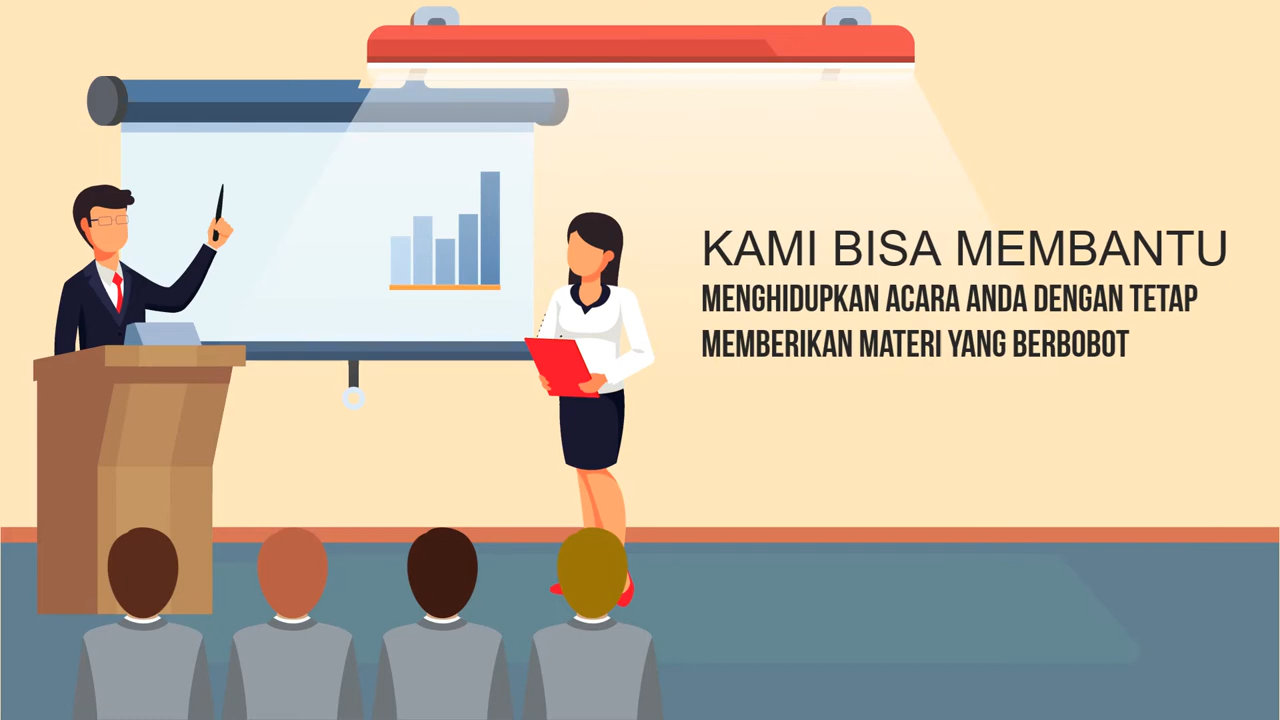 KAMI BISA MEMBANTU
MENGHIDUPKAN ACARA ANDA DENGAN TETAP
MEMBERIKAN MATERI YANG BERBOBOT